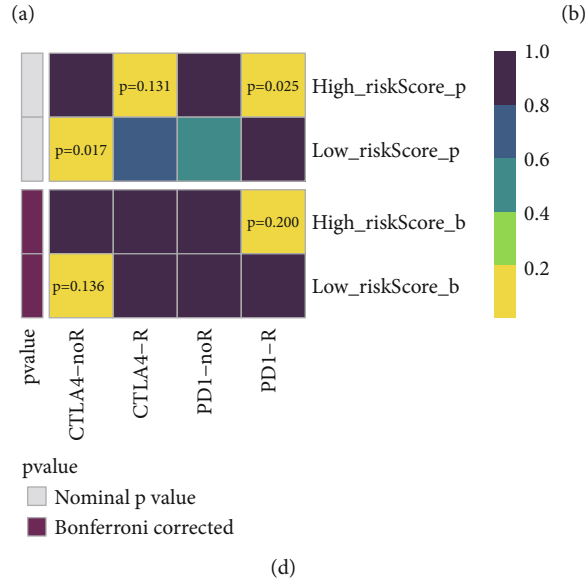 (a)
(b)
p=0.131
p=0.025
High_riskScore_p
p=0.017
Low_riskScore_p
p=0.200
High_riskScore_b
p=0.136
Low_riskScore_b
1.0
0.8
0.6
0.4
0.2
pvalue
CTLA4−noR
CTLA4−R
PD1−noR
PD1−R
pvalue
Nominal p value
Bonferroni corrected
(d)